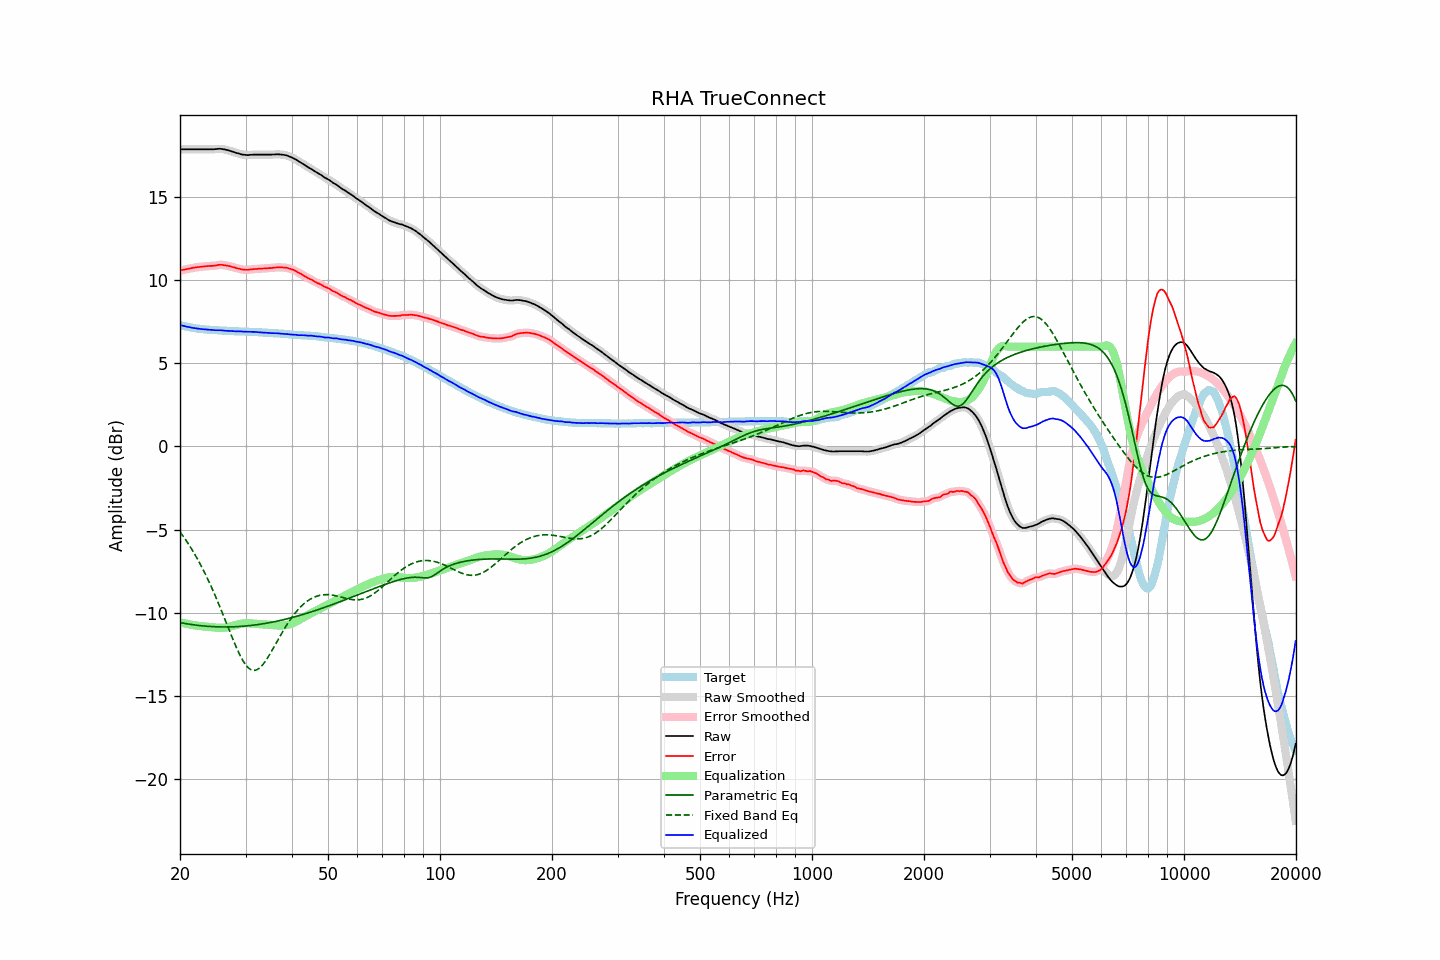 RHA TrueConnect
Amplitude (dBr)
15
10
5
0
−5
−10
−15
−20
20
50
100
200
500
1000
2000
5000
10000
20000
Frequency (Hz)
Target
Raw Smoothed
Error Smoothed
Raw
Error
Equalization
Parametric Eq
Fixed Band Eq
Equalized